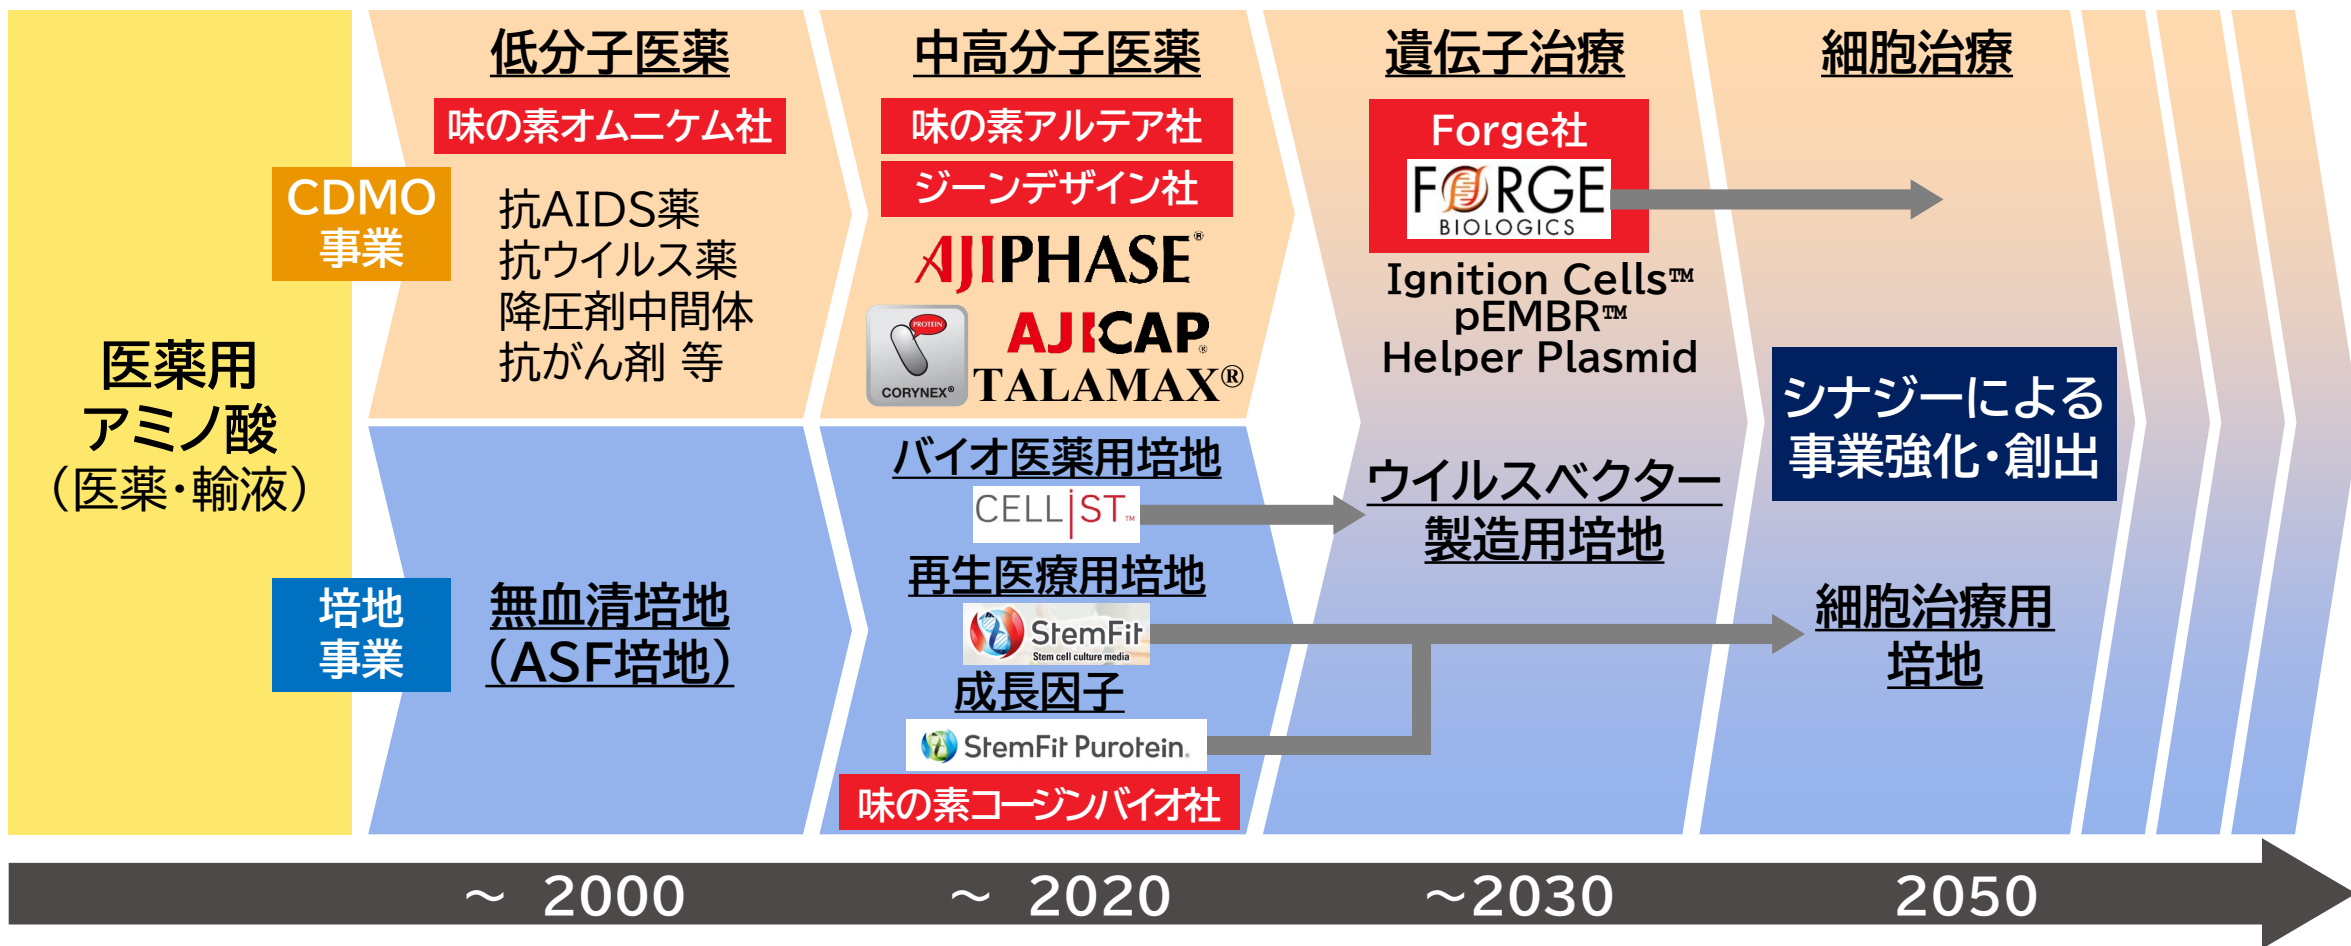 医薬用
アミノ酸
（医薬・輸液）
CDMO
事業
培地
事業
低分子医薬
味の素オムニケム社
抗AIDS薬
抗ウイルス薬
降圧剤中間体
抗がん剤 等
無血清培地
（ASF培地）
中高分子医薬
味の素アルテア社
ジーンデザイン社
AJIPHASE®
PROTEIN
CORYNEX®
AJICAP®
TALAMAX®
バイオ医薬用培地
CELLiST™
再生医療用培地
StemFit
Stem cell culture media
成長因子
StemFit Purotein®
味の素コージンバイオ社
遺伝子治療
Forge社
FORGE
BIOLOGICS
Ignition Cells™
pEMBR™
Helper Plasmid
ウイルスベクター
製造用培地
細胞治療
シナジーによる
事業強化・創出
細胞治療用
培地
～ 2000
～ 2020
～2030
2050